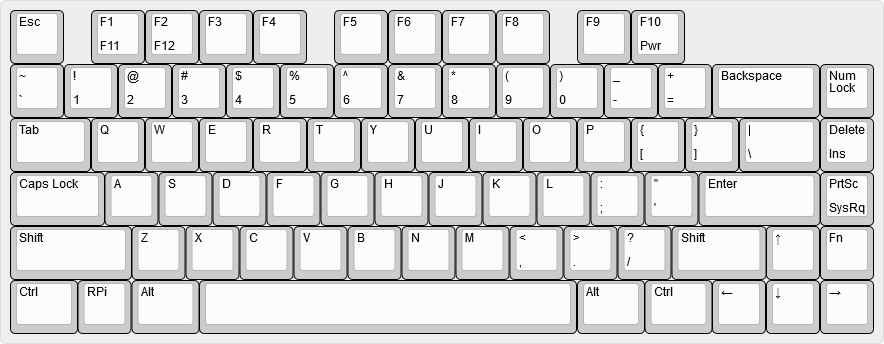 Esc F1 F2 F3 F4 F5 F6 F7 F8 F9 F10
F11 F12 Pwr
~ ! @ # $ % ^ & * ( ) _ + Backspace Num
Lock
` 1 2 3 4 5 6 7 8 9 0 - =
Tab Q W E R T Y U I O P { } | Delete
[ ] \ Ins
Caps Lock A S D F G H J K L : " Enter PrtSc
; ' SysRq
Shift Z X C V B N M < > ? Shift ↑ Fn
, . /
Ctrl RPi Alt Alt Ctrl ← ↓ →